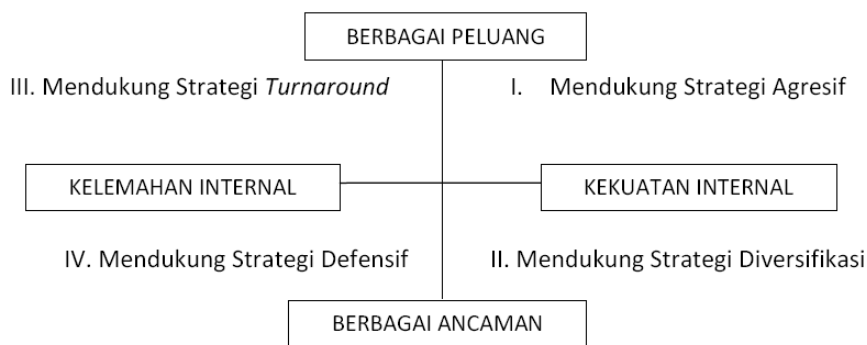 BERBAGAI PELUANG
III. Mendukung Strategi Turnaround
I. Mendukung Strategi Agresif
KELEMAHAN INTERNAL
KEKUATAN INTERNAL
IV. Mendukung Strategi Defensif
II. Mendukung Strategi Diversifikasi
BERBAGAI ANCAMAN